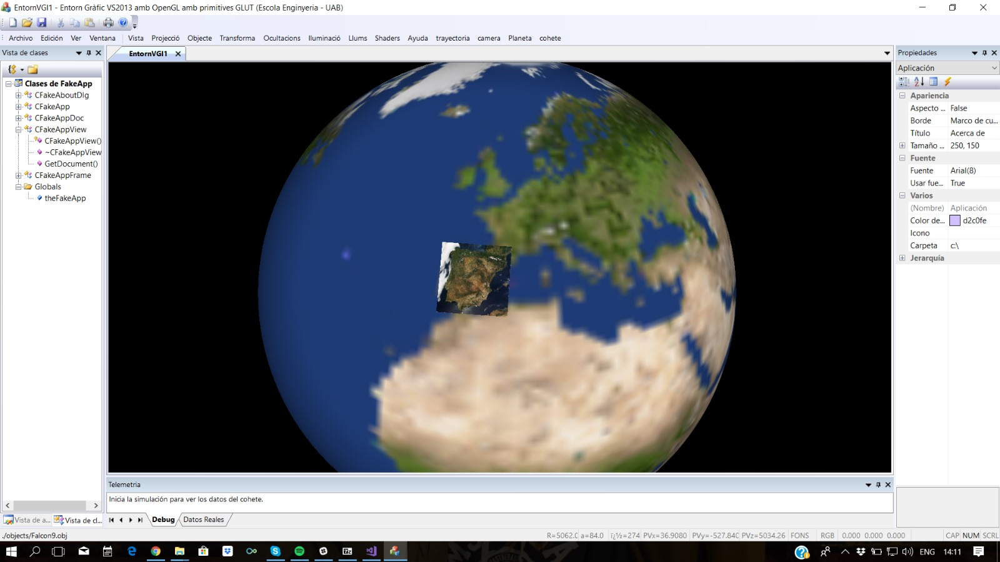 EntornVGI1 - Entorn Gràfic VS2013 amb OpenGL amb primitives GLUT (Escola Enginyeria - UAB)
Archivo Edición Ver Ventana Vista Projecció Objecte Transforma Ocultacions Iluminació Llums Shaders Ayuda trayectoria camera Planeta cohete
Vista de clases
EntornVGI1
Propiedades
Aplicación
Clases de FakeApp
CFakeAboutDlg
CFakeApp
CFakeAppDoc
CFakeAppView
CFakeAppView()
~CFakeAppView
GetDocument()
CFakeAppFrame
Globals
theFakeApp
Apariencia
Aspecto ... False
Borde Marco de cu...
Título Acerca de
Tamaño ... 250, 150
Fuente
Fuente Arial(8)
Usar fue... True
Varios
(Nombre) Aplicación
Color de... d2c0fe
Icono
Carpeta c:\
Jerarquía
Telemetria
Inicia la simulación para ver los datos del cohete.
Vista de a... Vista de cl...
Debug Datos Reales
./objects/Falcon9.obj
R=5062.0 a=84.0 ï¿½=274 PVx=36.9080 PVy=-527.840 PVz=5034.26 FONS RGB 0.000 0.000 0.000 CAP NUM SCRL
ENG 14:11